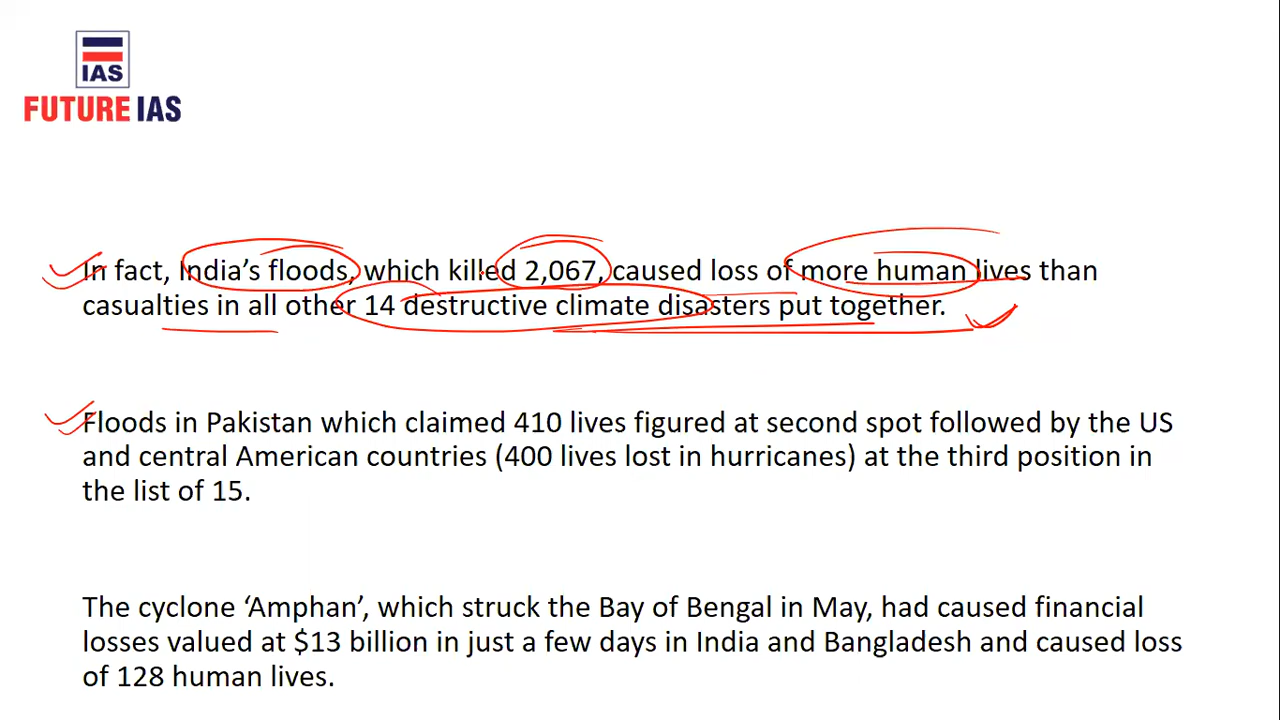 IAS
FUTURE IAS
In fact, India’s floods, which killed 2,067, caused loss of more human lives than
casualties in all other 14 destructive climate disasters put together.
Floods in Pakistan which claimed 410 lives figured at second spot followed by the US
and central American countries (400 lives lost in hurricanes) at the third position in
the list of 15.
The cyclone ‘Amphan’, which struck the Bay of Bengal in May, had caused financial
losses valued at $13 billion in just a few days in India and Bangladesh and caused loss
of 128 human lives.